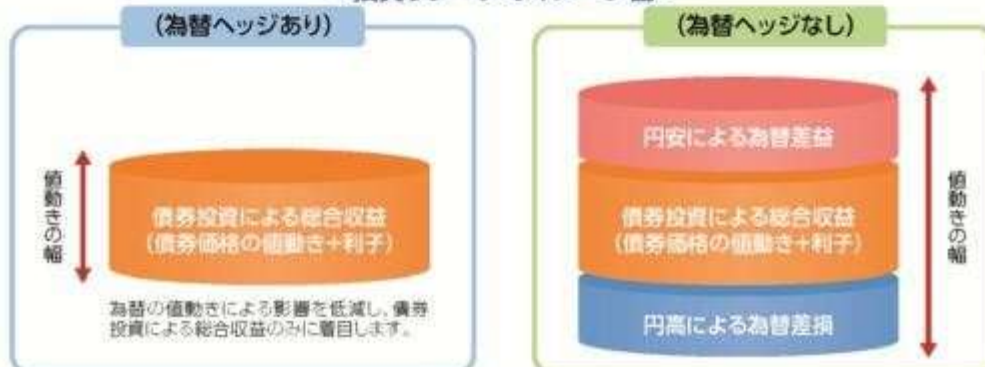 (為替ヘッジあり)
値動きの幅
債券投資による総合収益
(債券価格の値動き+利子)
為替の値動きによる影響を低減し、債券
投資による総合収益のみに着目します。
(為替ヘッジなし)
円安による為替差益
債券投資による総合収益
(債券価格の値動き+利子)
円高による為替差損
値動きの幅